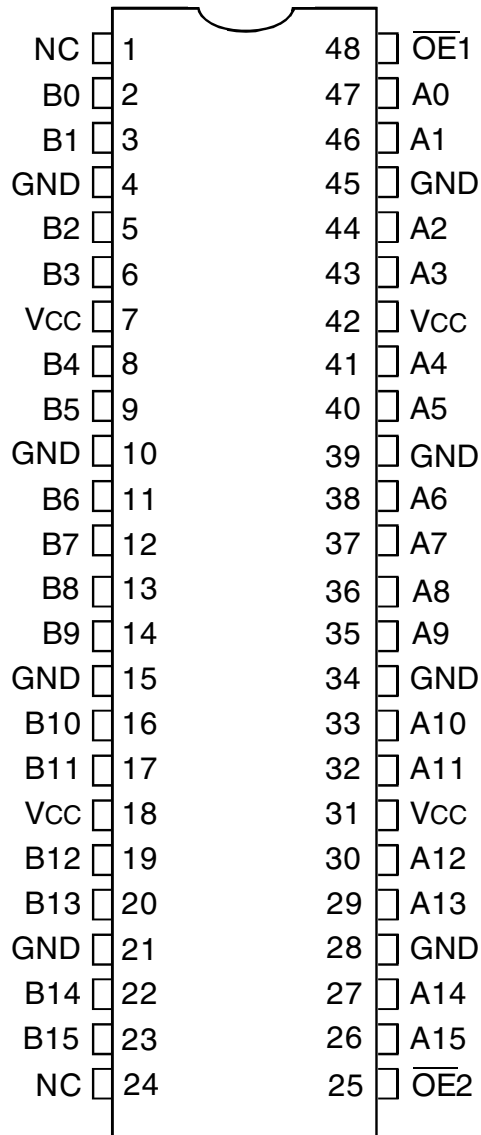 NC 1 48 O̅E̅1
B0 2 47 A0
B1 3 46 A1
GND 4 45 GND
B2 5 44 A2
B3 6 43 A3
VCC 7 42 VCC
B4 8 41 A4
B5 9 40 A5
GND 10 39 GND
B6 11 38 A6
B7 12 37 A7
B8 13 36 A8
B9 14 35 A9
GND 15 34 GND
B10 16 33 A10
B11 17 32 A11
VCC 18 31 VCC
B12 19 30 A12
B13 20 29 A13
GND 21 28 GND
B14 22 27 A14
B15 23 26 A15
NC 24 25 O̅E̅2